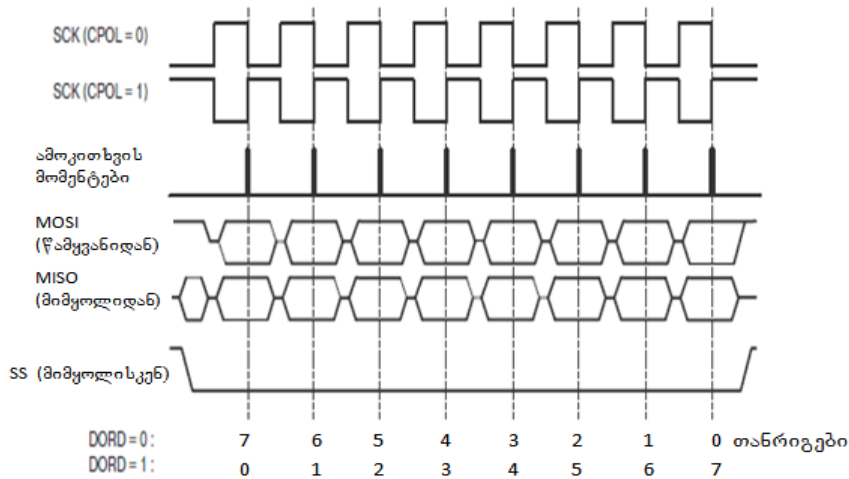 SCK (CPOL = 0)
SCK (CPOL = 1)
ამოკითხვის
მომენტები
MOSI
(წამყვანიდან)
MISO
(მიმყოლიდან)
SS (მიმყოლისკენ)
DORD = 0 : 7 6 5 4 3 2 1 0 თანრიგები
DORD = 1 : 0 1 2 3 4 5 6 7